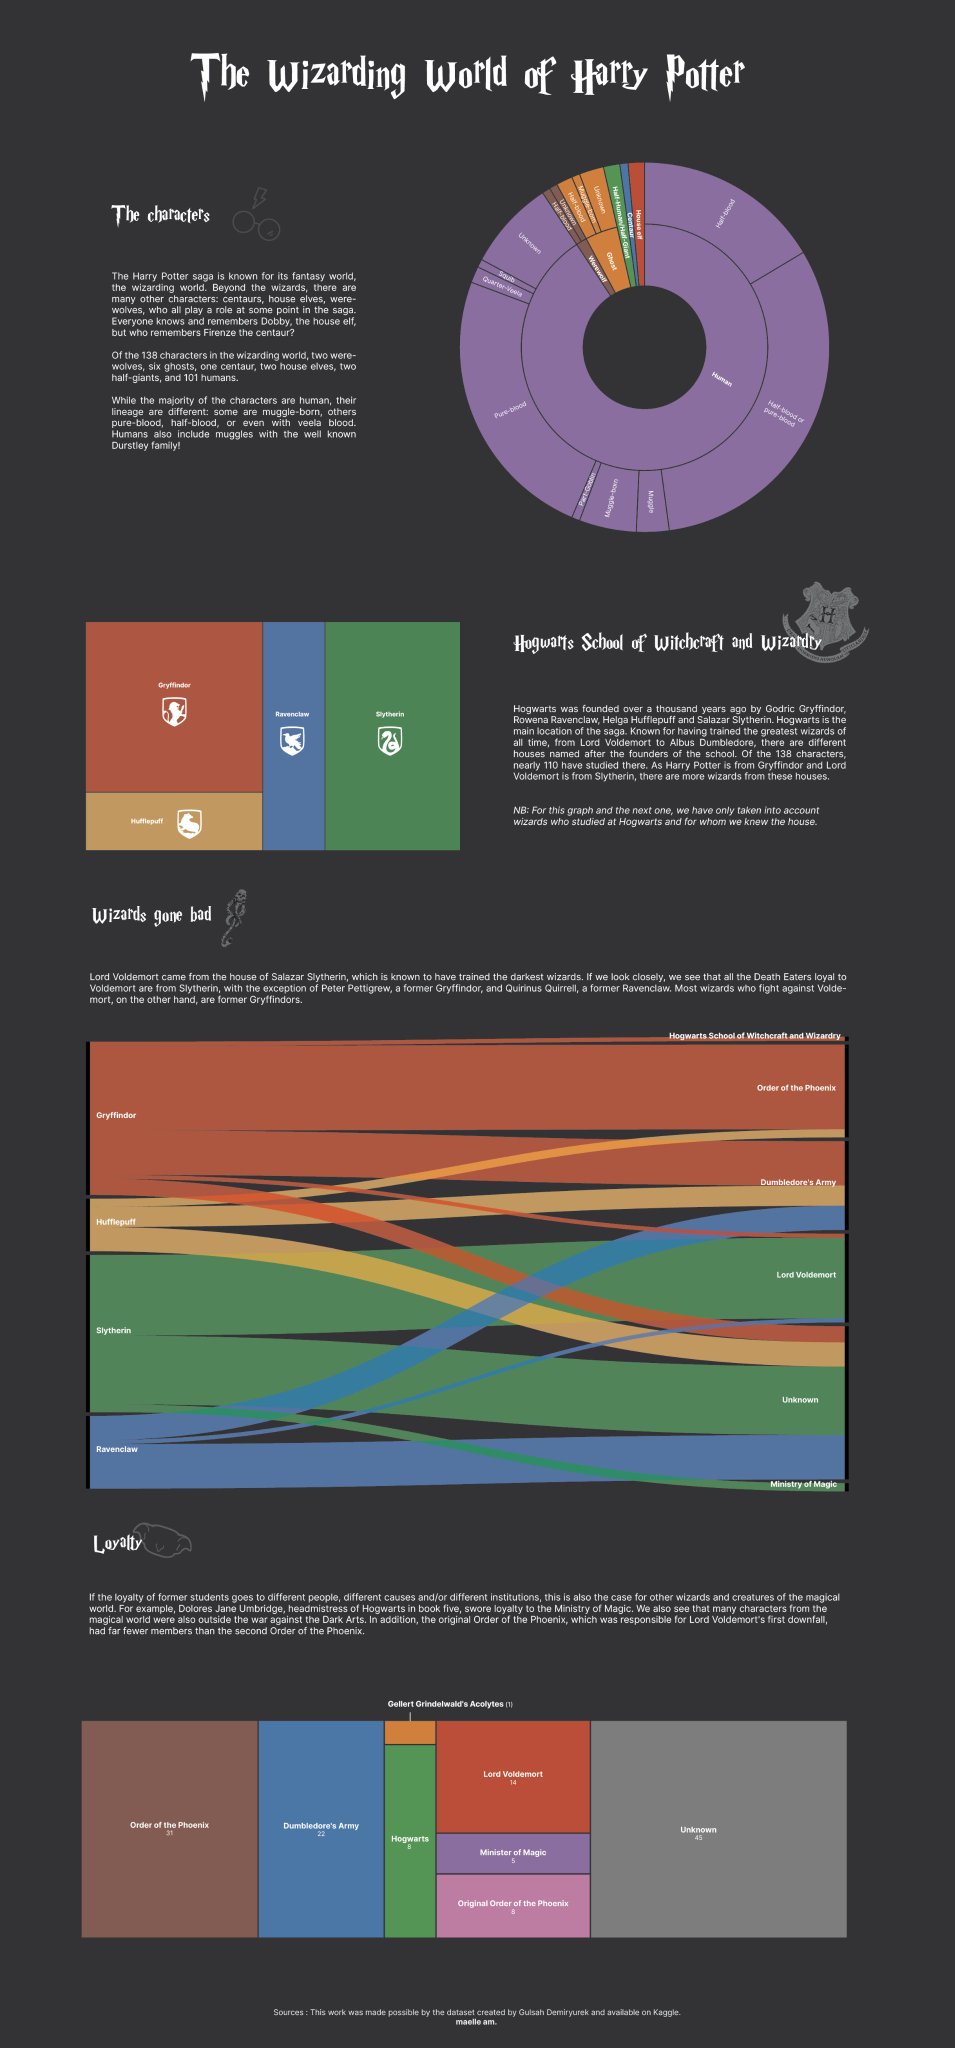 The Wizarding World of Harry Potter
The characters
The Harry Potter saga is known for its fantasy world,
the wizarding world. Beyond the wizards, there are
many other characters: centaurs, house elves, were-
wolves, who all play a role at some point in the saga.
Everyone knows and remembers Dobby, the house elf,
but who remembers Firenze the centaur?
Of the 138 characters in the wizarding world, two were-
wolves, six ghosts, one centaur, two house elves, two
half-giants, and 101 humans.
While the majority of the characters are human, their
lineage are different: some are muggle-born, others
pure-blood, half-blood, or even with veela blood.
Humans also include muggles with the well known
Durstley family!
House elf
Centaur
Half-Human/Half-Giant
Unknown
Muggle-born
Half-blood
Ghost
Unknown
Half-blood
Werewolf
Unknown
Squib
Quarter-Veela
Pure-blood
Part-Goblin
Muggle-born
Muggle
Half-blood or
pure-blood
Half-blood
Human
Gryffindor
Hufflepuff
Ravenclaw
Slytherin
H
Hogwarts School of Witchcraft and Wizardry
Hogwarts was founded over a thousand years ago by Godric Gryffindor,
Rowena Ravenclaw, Helga Hufflepuff and Salazar Slytherin. Hogwarts is the
main location of the saga. Known for having trained the greatest wizards of
all time, from Lord Voldemort to Albus Dumbledore, there are different
houses named after the founders of the school. Of the 138 characters,
nearly 110 have studied there. As Harry Potter is from Gryffindor and Lord
Voldemort is from Slytherin, there are more wizards from these houses.
NB: For this graph and the next one, we have only taken into account
wizards who studied at Hogwarts and for whom we knew the house.
Wizards gone bad
Lord Voldemort came from the house of Salazar Slytherin, which is known to have trained the darkest wizards. If we look closely, we see that all the Death Eaters loyal to
Voldemort are from Slytherin, with the exception of Peter Pettigrew, a former Gryffindor, and Quirinus Quirrell, a former Ravenclaw. Most wizards who fight against Volde-
mort, on the other hand, are former Gryffindors.
Gryffindor
Hufflepuff
Slytherin
Ravenclaw
Hogwarts School of Witchcraft and Wizardry
Order of the Phoenix
Dumbledore's Army
Lord Voldemort
Unknown
Ministry of Magic
Loyalty
If the loyalty of former students goes to different people, different causes and/or different institutions, this is also the case for other wizards and creatures of the magical
world. For example, Dolores Jane Umbridge, headmistress of Hogwarts in book five, swore loyalty to the Ministry of Magic. We also see that many characters from the
magical world were also outside the war against the Dark Arts. In addition, the original Order of the Phoenix, which was responsible for Lord Voldemort's first downfall,
had far fewer members than the second Order of the Phoenix.
Gellert Grindelwald's Acolytes (1)
Order of the Phoenix
31
Dumbledore's Army
22
Hogwarts
8
Lord Voldemort
14
Minister of Magic
5
Original Order of the Phoenix
8
Unknown
45
Sources : This work was made possible by the dataset created by Gulsah Demiryurek and available on Kaggle.
maelle am.